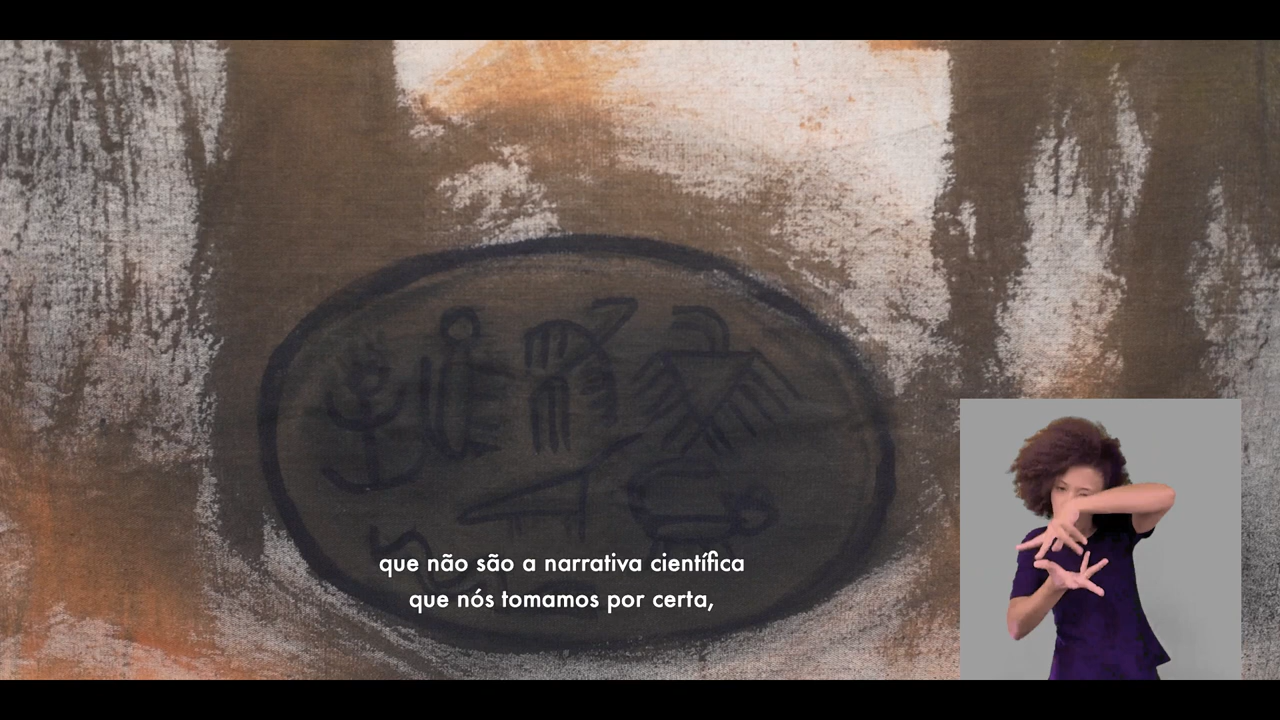 que não são a narrativa científica
que nós tomamos por certa,